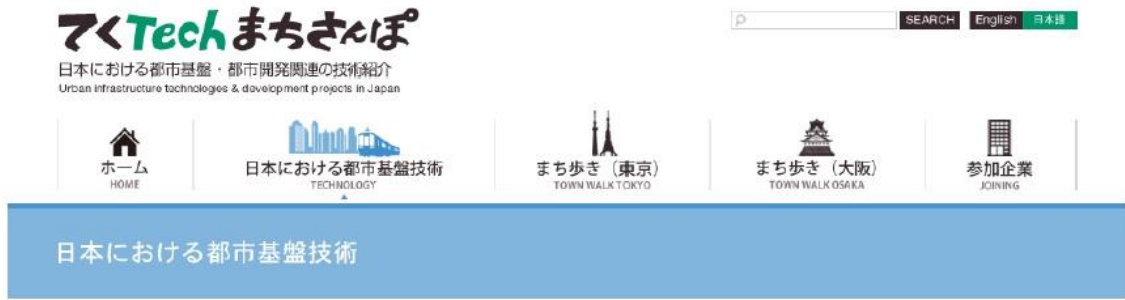 てくTechまちさんぽ
日本における都市基盤・都市開発関連の技術紹介
Urban infrastructure technologies & development projects in Japan
SEARCH English 日本語
ホーム
HOME
日本における都市基盤技術
TECHNOLOGY
まち歩き（東京）
TOWN WALK TOKYO
まち歩き（大阪）
TOWN WALK OSAKA
参加企業
JOINING
日本における都市基盤技術